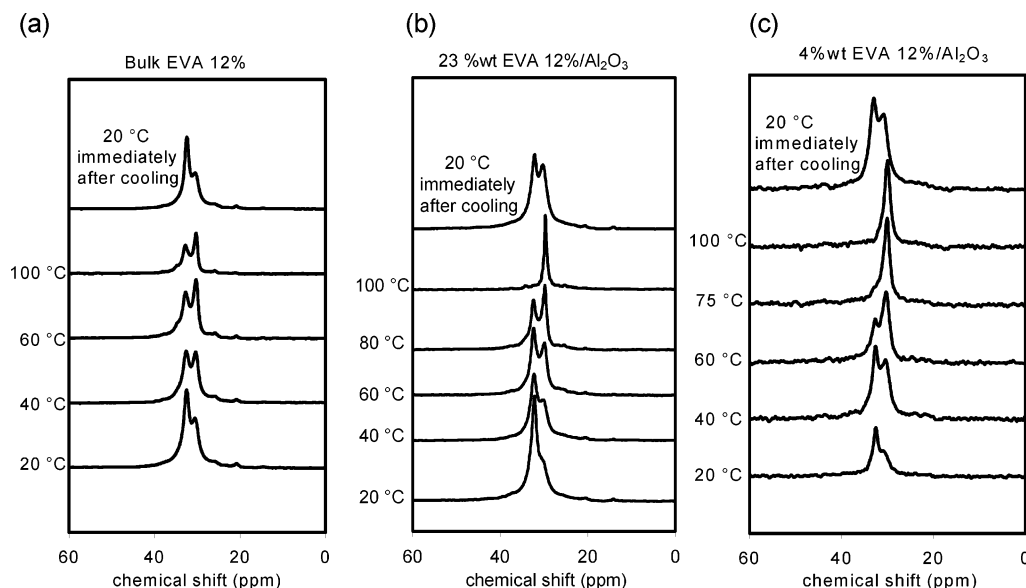 (a)
Bulk EVA 12%
20 °C
immediately
after cooling
100 °C
60 °C
40 °C
20 °C
60 40 20 0
chemical shift (ppm)
(b)
23 %wt EVA 12%/Al₂O₃
20 °C
immediately
after cooling
100 °C
80 °C
60 °C
40 °C
20 °C
60 40 20 0
chemical shift (ppm)
(c)
4%wt EVA 12%/Al₂O₃
20 °C
immediately
after cooling
100 °C
75 °C
60 °C
40 °C
20 °C
60 40 20 0
chemical shift (ppm)